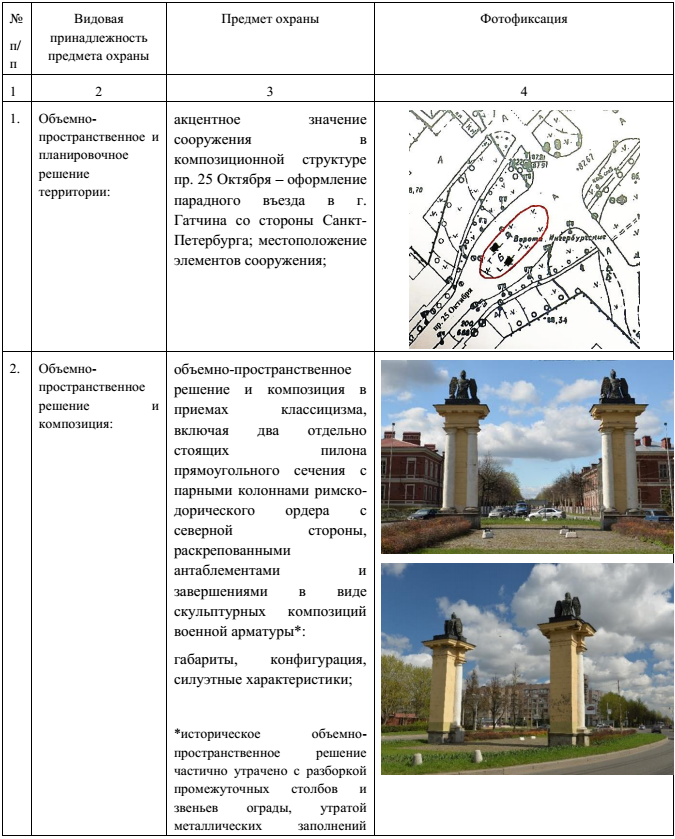 №
п/
п
Видовая
принадлежность
предмета охраны
Предмет охраны
Фотофиксация
1
2
3
4
1.
Объемно-
пространственное и
планировочное
решение
территории:
акцентное значение
сооружения в
композиционной структуре
пр. 25 Октября – оформление
парадного въезда в г.
Гатчина со стороны Санкт-
Петербурга; местоположение
элементов сооружения;
Ворота Ингербургские
пр. 25 Октября
2.
Объемно-
пространственное
решение и
композиция:
объемно-пространственное
решение и композиция в
приемах классицизма,
включая два отдельно
стоящих пилона
прямоугольного сечения с
парными колоннами римско-
дорического ордера с
северной стороны,
раскрепованными
антаблементами и
завершениями в виде
скульптурных композиций
военной арматуры*:
габариты, конфигурация,
силуэтные характеристики;
*историческое объемно-
пространственное решение
частично утрачено с разборкой
промежуточных столбов и
звеньев ограды, утратой
металлических заполнений